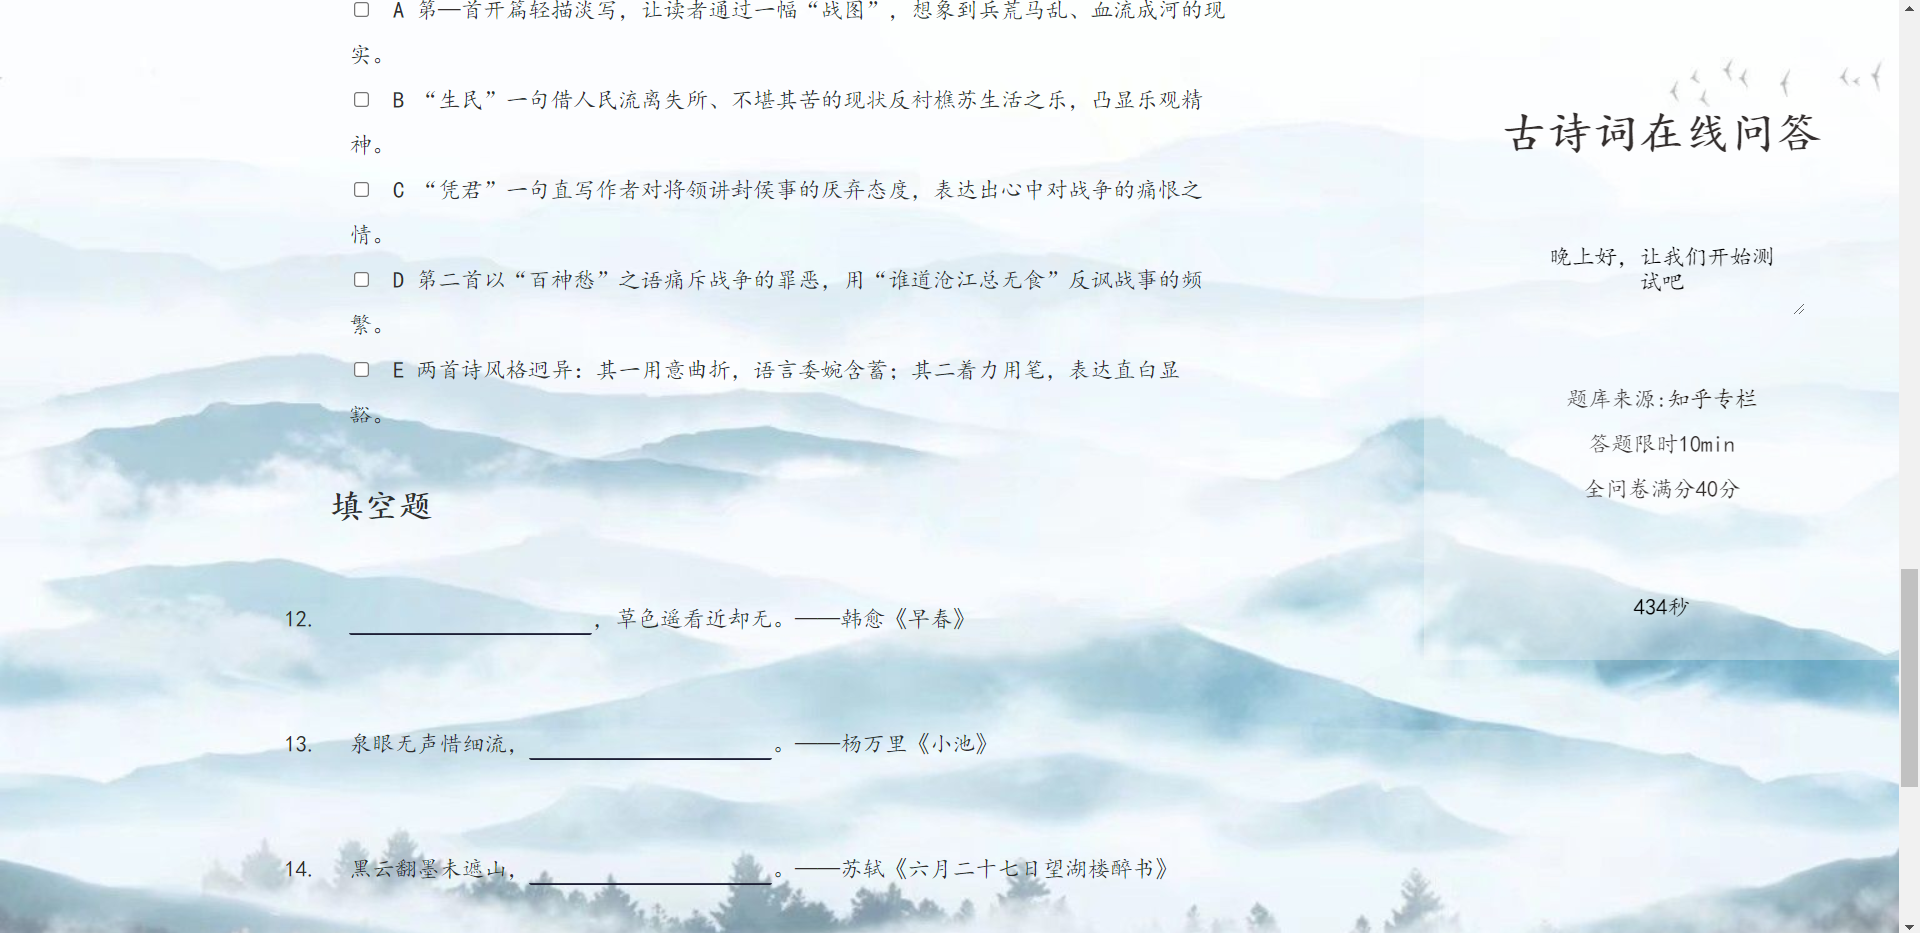 A 第一首开篇轻描淡写，让读者通过一幅“战图”，想象到兵荒马乱、血流成河的现
实。
B “生民”一句借人民流离失所、不堪其苦的现状反衬樵苏生活之乐，凸显乐观精
神。
C “凭君”一句直写作者对将领讲封侯事的厌弃态度，表达出心中对战争的痛恨之
情。
D 第二首以“百神愁”之语痛斥战争的罪恶，用“谁道沧江总无食”反讽战事的频
繁。
E 两首诗风格迥异：其一用意曲折，语言委婉含蓄；其二着力用笔，表达直白显
豁。
填空题
12. ，草色遥看近却无。——韩愈《早春》
13. 泉眼无声惜细流， 。——杨万里《小池》
14. 黑云翻墨未遮山， 。——苏轼《六月二十七日望湖楼醉书》
古诗词在线问答
晚上好，让我们开始测
试吧
题库来源:知乎专栏
答题限时10min
全问卷满分40分
434秒